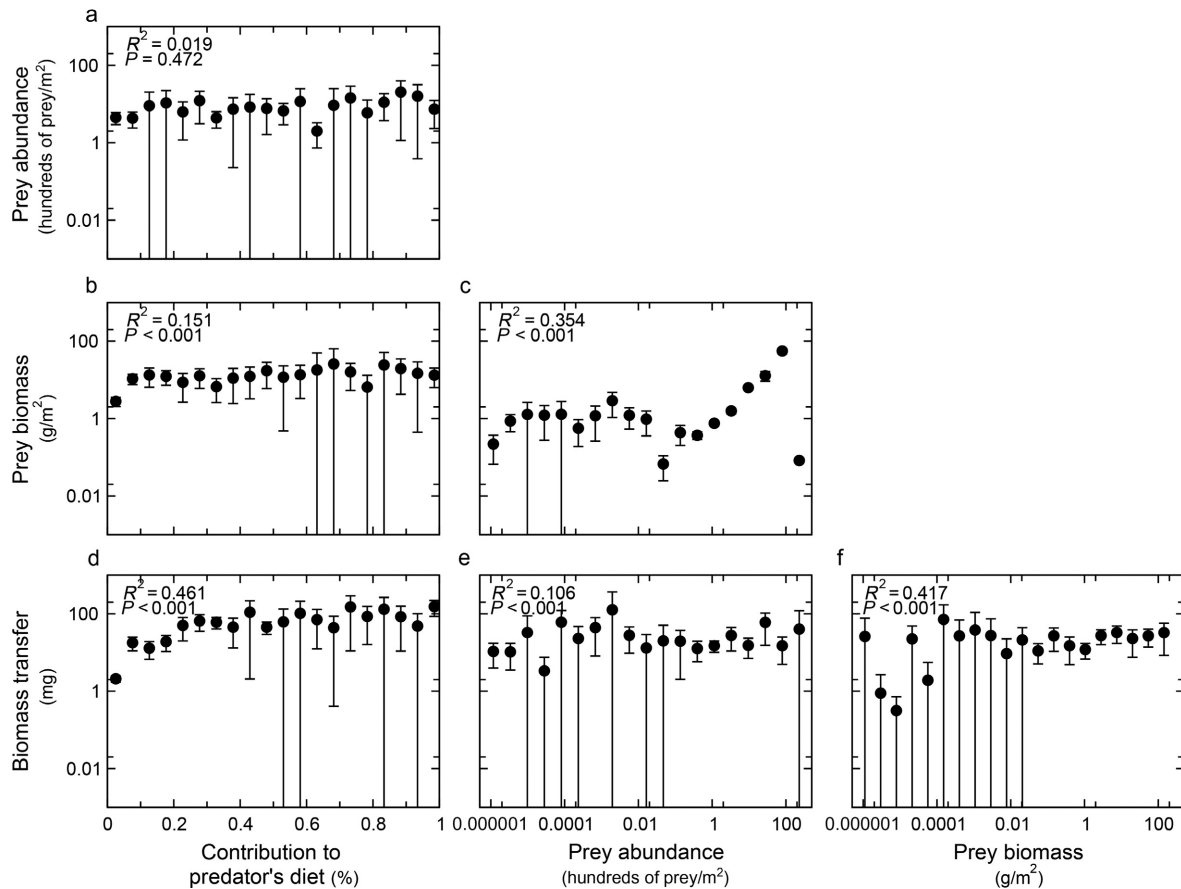 a
R² = 0.019
P = 0.472
100
1
0.01
Prey abundance
(hundreds of prey/m²)
b
R² = 0.151
P < 0.001
100
1
0.01
Prey biomass
(g/m²)
c
R² = 0.354
P < 0.001
d
R² = 0.461
P < 0.001
100
1
0.01
Biomass transfer
(mg)
0 0.2 0.4 0.6 0.8 1
Contribution to
predator's diet (%)
e
R² = 0.106
P < 0.001
0.000001 0.0001 0.01 1 100
Prey abundance
(hundreds of prey/m²)
f
R² = 0.417
P < 0.001
0.000001 0.0001 0.01 1 100
Prey biomass
(g/m²)